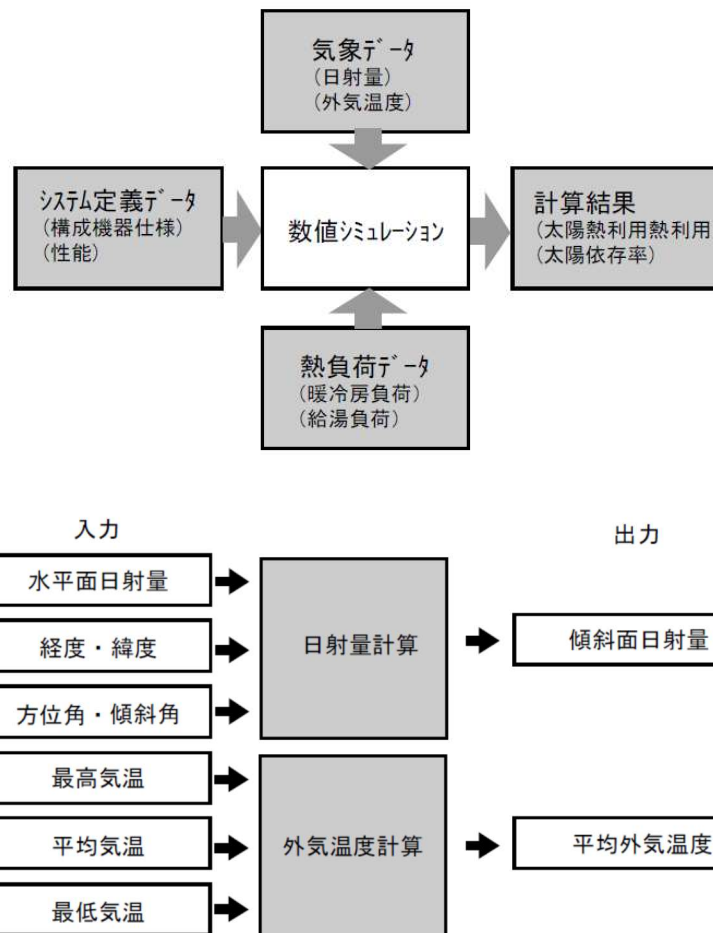 気象ﾃﾞｰﾀ
(日射量)
(外気温度)
ｼｽﾃﾑ定義ﾃﾞｰﾀ
(構成機器仕様)
(性能)
数値ｼﾐｭﾚｰｼｮﾝ
計算結果
(太陽熱利用熱利用
(太陽依存率)
熱負荷ﾃﾞｰﾀ
(暖冷房負荷)
(給湯負荷)
入力
出力
水平面日射量
経度・緯度
方位角・傾斜角
日射量計算
傾斜面日射量
最高気温
平均気温
最低気温
外気温度計算
平均外気温度